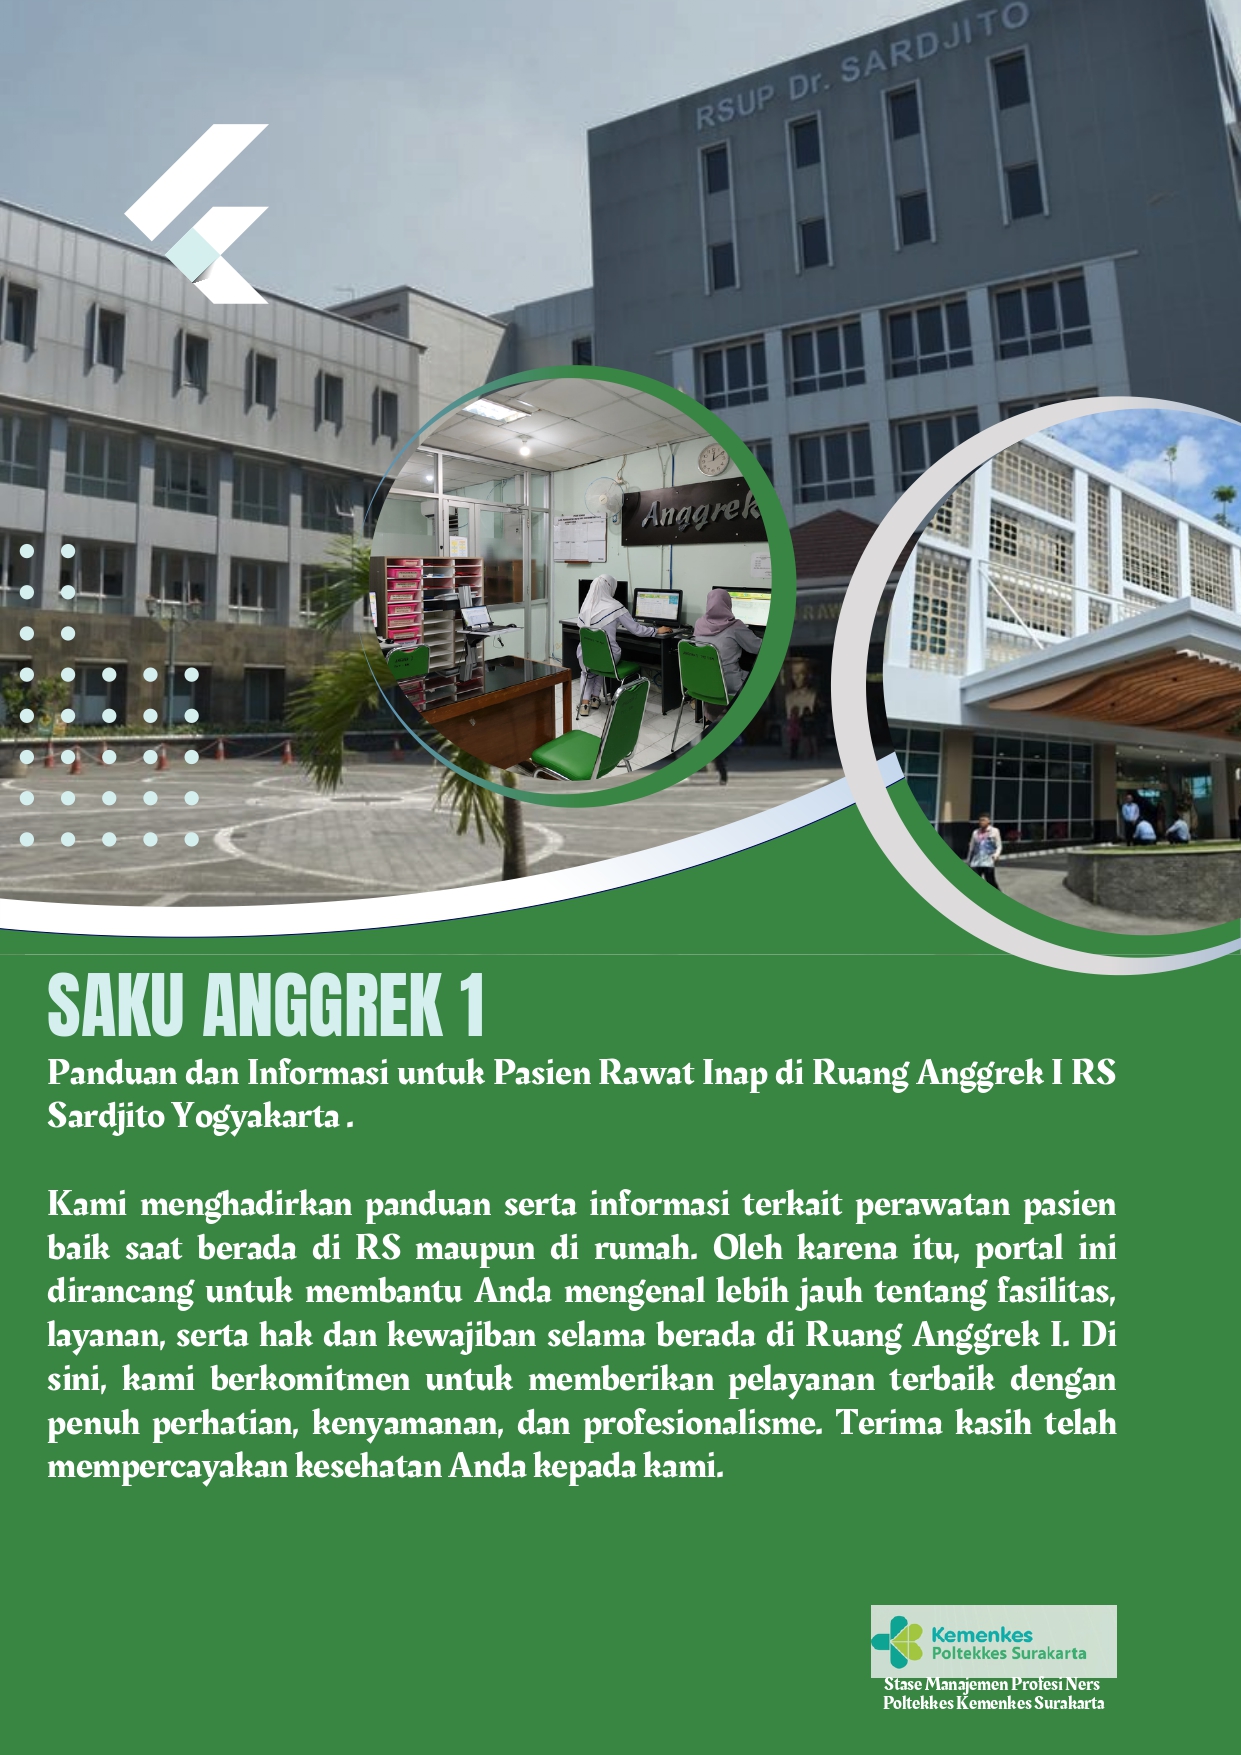 RSUP Dr. SARDJITO
Anggrek
RAWA
SAKU ANGGREK 1
Panduan dan Informasi untuk Pasien Rawat Inap di Ruang Anggrek I RS
Sardjito Yogyakarta .
Kami menghadirkan panduan serta informasi terkait perawatan pasien
baik saat berada di RS maupun di rumah. Oleh karena itu, portal ini
dirancang untuk membantu Anda mengenal lebih jauh tentang fasilitas,
layanan, serta hak dan kewajiban selama berada di Ruang Anggrek I. Di
sini, kami berkomitmen untuk memberikan pelayanan terbaik dengan
penuh perhatian, kenyamanan, dan profesionalisme. Terima kasih telah
mempercayakan kesehatan Anda kepada kami.
Kemenkes
Poltekkes Surakarta
Stase Manajemen Profesi Ners
Poltekkes Kemenkes Surakarta